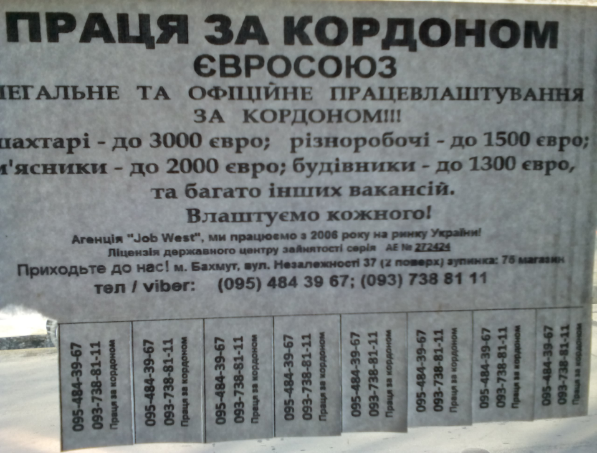 ПРАЦЯ ЗА КОРДОНОМ
ЄВРОСОЮЗ
ЛЕГАЛЬНЕ ТА ОФІЦІЙНЕ ПРАЦЕВЛАШТУВАННЯ
ЗА КОРДОНОМ!!!
шахтарі - до 3000 євро; різноробочі - до 1500 євро;
м'ясники - до 2000 євро; будівники - до 1300 євро,
та багато інших вакансій.
Влаштуємо кожного!
Агенція "Job West", ми працюємо з 2006 року на ринку України!
Ліцензія державного центру зайнятості серія АЕ № 272424
Приходьте до нас! м. Бахмут, вул. Незалежності 37 (2 поверх) зупинка: 76 магазин
тел / viber: (095) 484 39 67; (093) 738 81 11
095-484-39-67
093-738-81-11
Праця за кордоном
095-484-39-67
093-738-81-11
Праця за кордоном
095-484-39-67
093-738-81-11
Праця за кордоном
095-484-39-67
093-738-81-11
Праця за кордоном
095-484-39-67
093-738-81-11
Праця за кордоном
095-484-39-67
093-738-81-11
Праця за кордоном
095-484-39-67
093-738-81-11
Праця за кордоном
095-484-39-67
093-738-81-11
Праця за кордоном